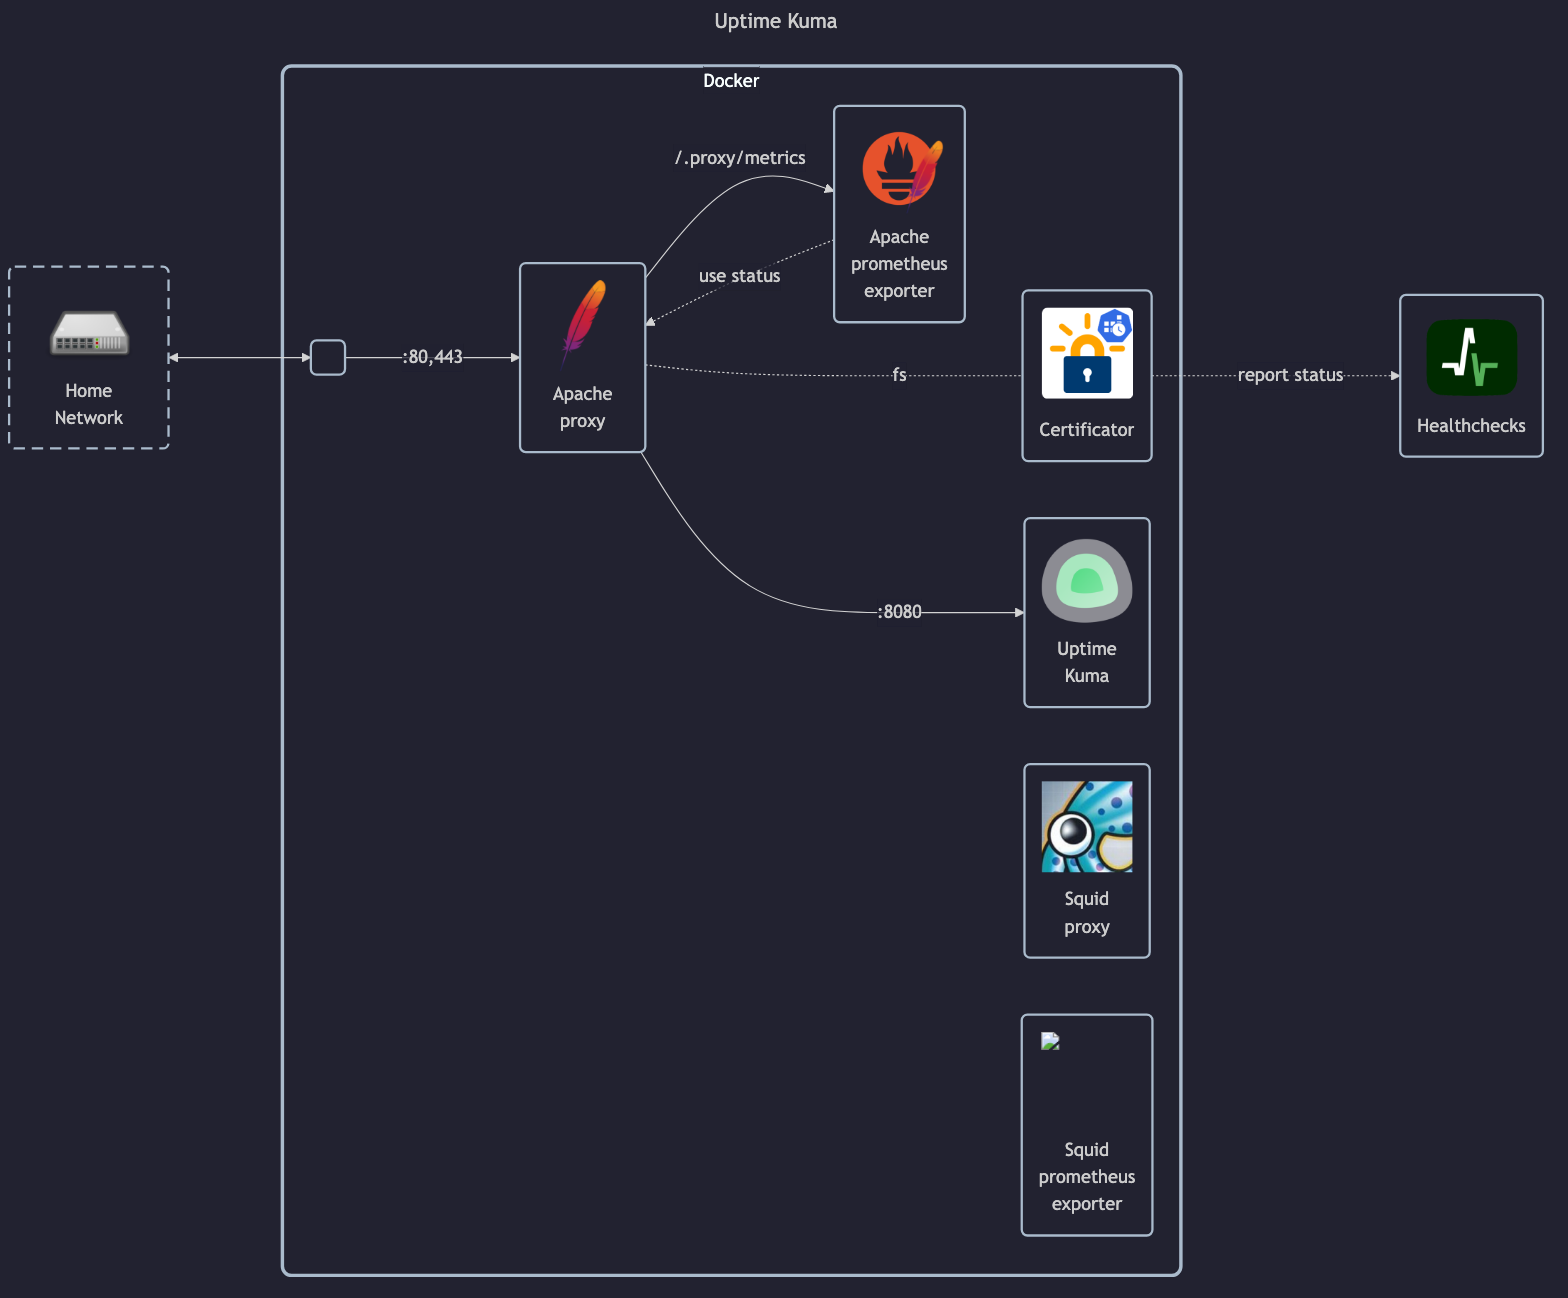 Uptime Kuma
Docker
/.proxy/metrics
Apache
prometheus
exporter
use status
Home
Network
:80,443
Apache
proxy
fs
Certificator
report status
Healthchecks
:8080
Uptime
Kuma
Squid
proxy
Squid
prometheus
exporter